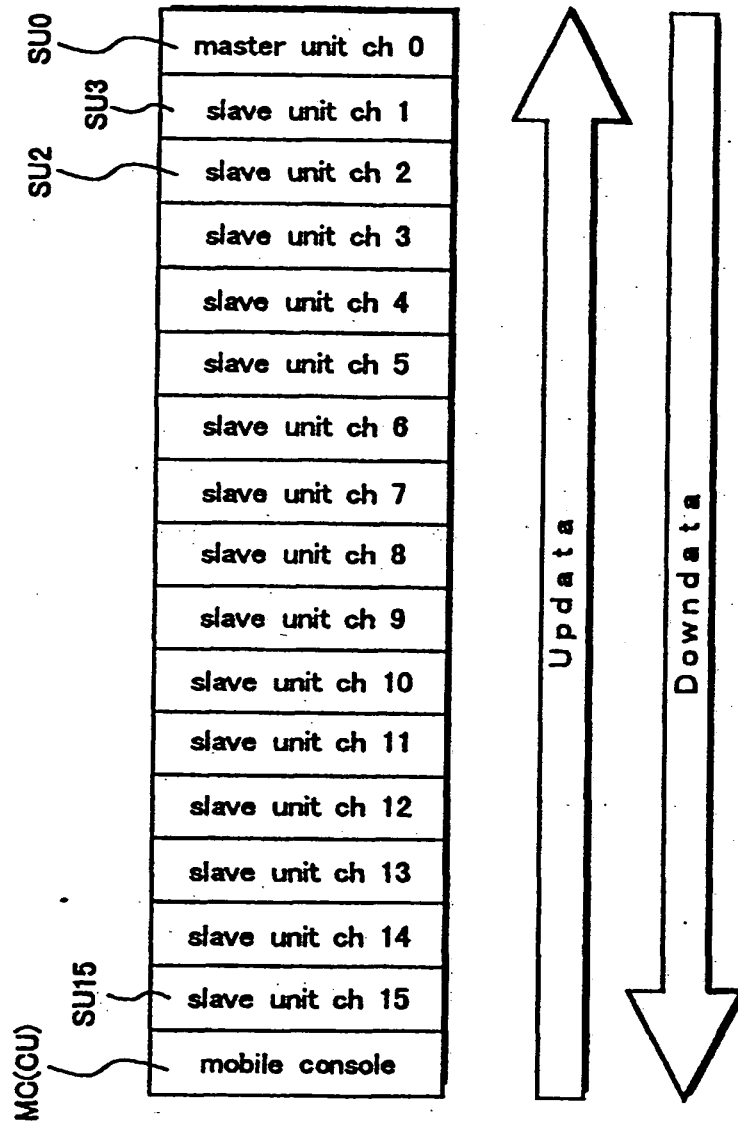 SU0
master unit ch 0
SU3
slave unit ch 1
SU2
slave unit ch 2
slave unit ch 3
slave unit ch 4
slave unit ch 5
slave unit ch 6
slave unit ch 7
slave unit ch 8
slave unit ch 9
slave unit ch 10
slave unit ch 11
slave unit ch 12
slave unit ch 13
slave unit ch 14
SU15
slave unit ch 15
MC(CU)
mobile console
Updata
Downdata